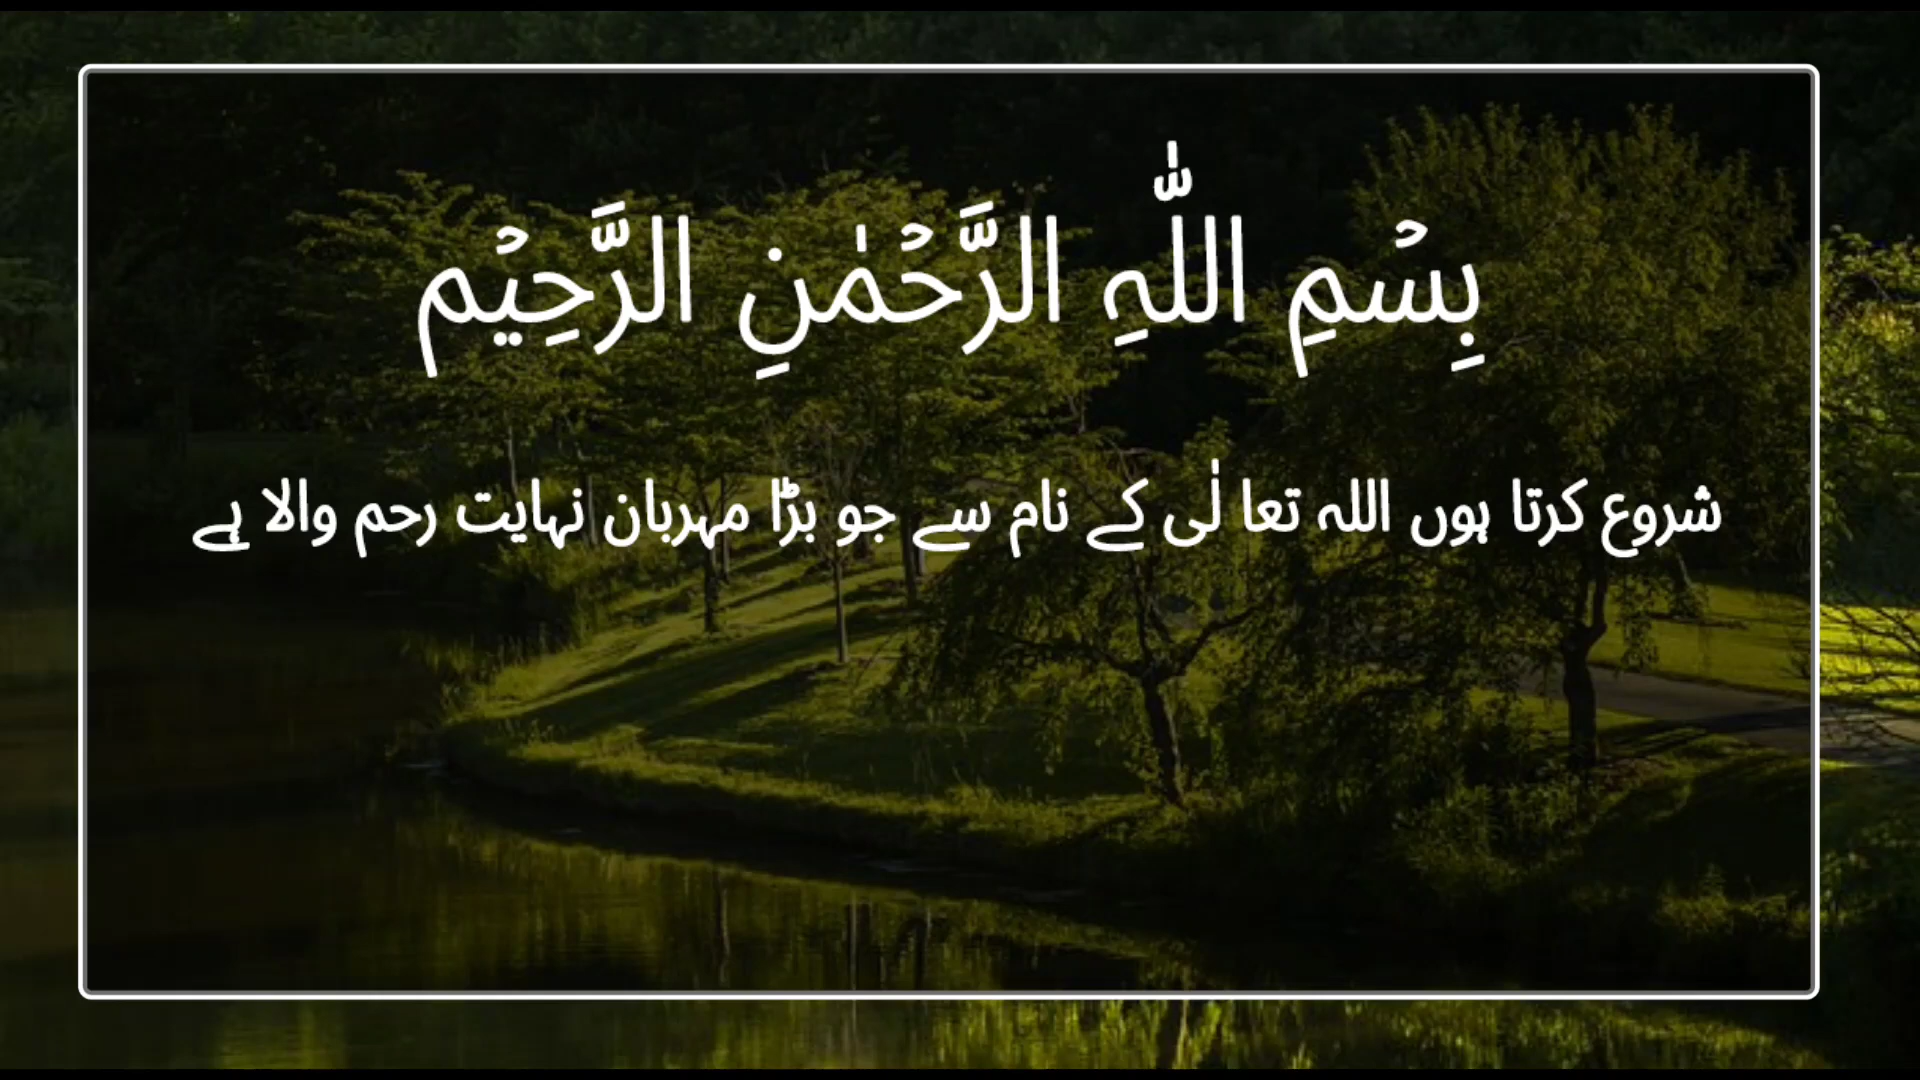 بِسْمِ اللّٰهِ الرَّحْمٰنِ الرَّحِيْم
شروع کرتا ہوں اللہ تعا لٰی کے نام سے جو بڑا مہربان نہایت رحم والا ہے